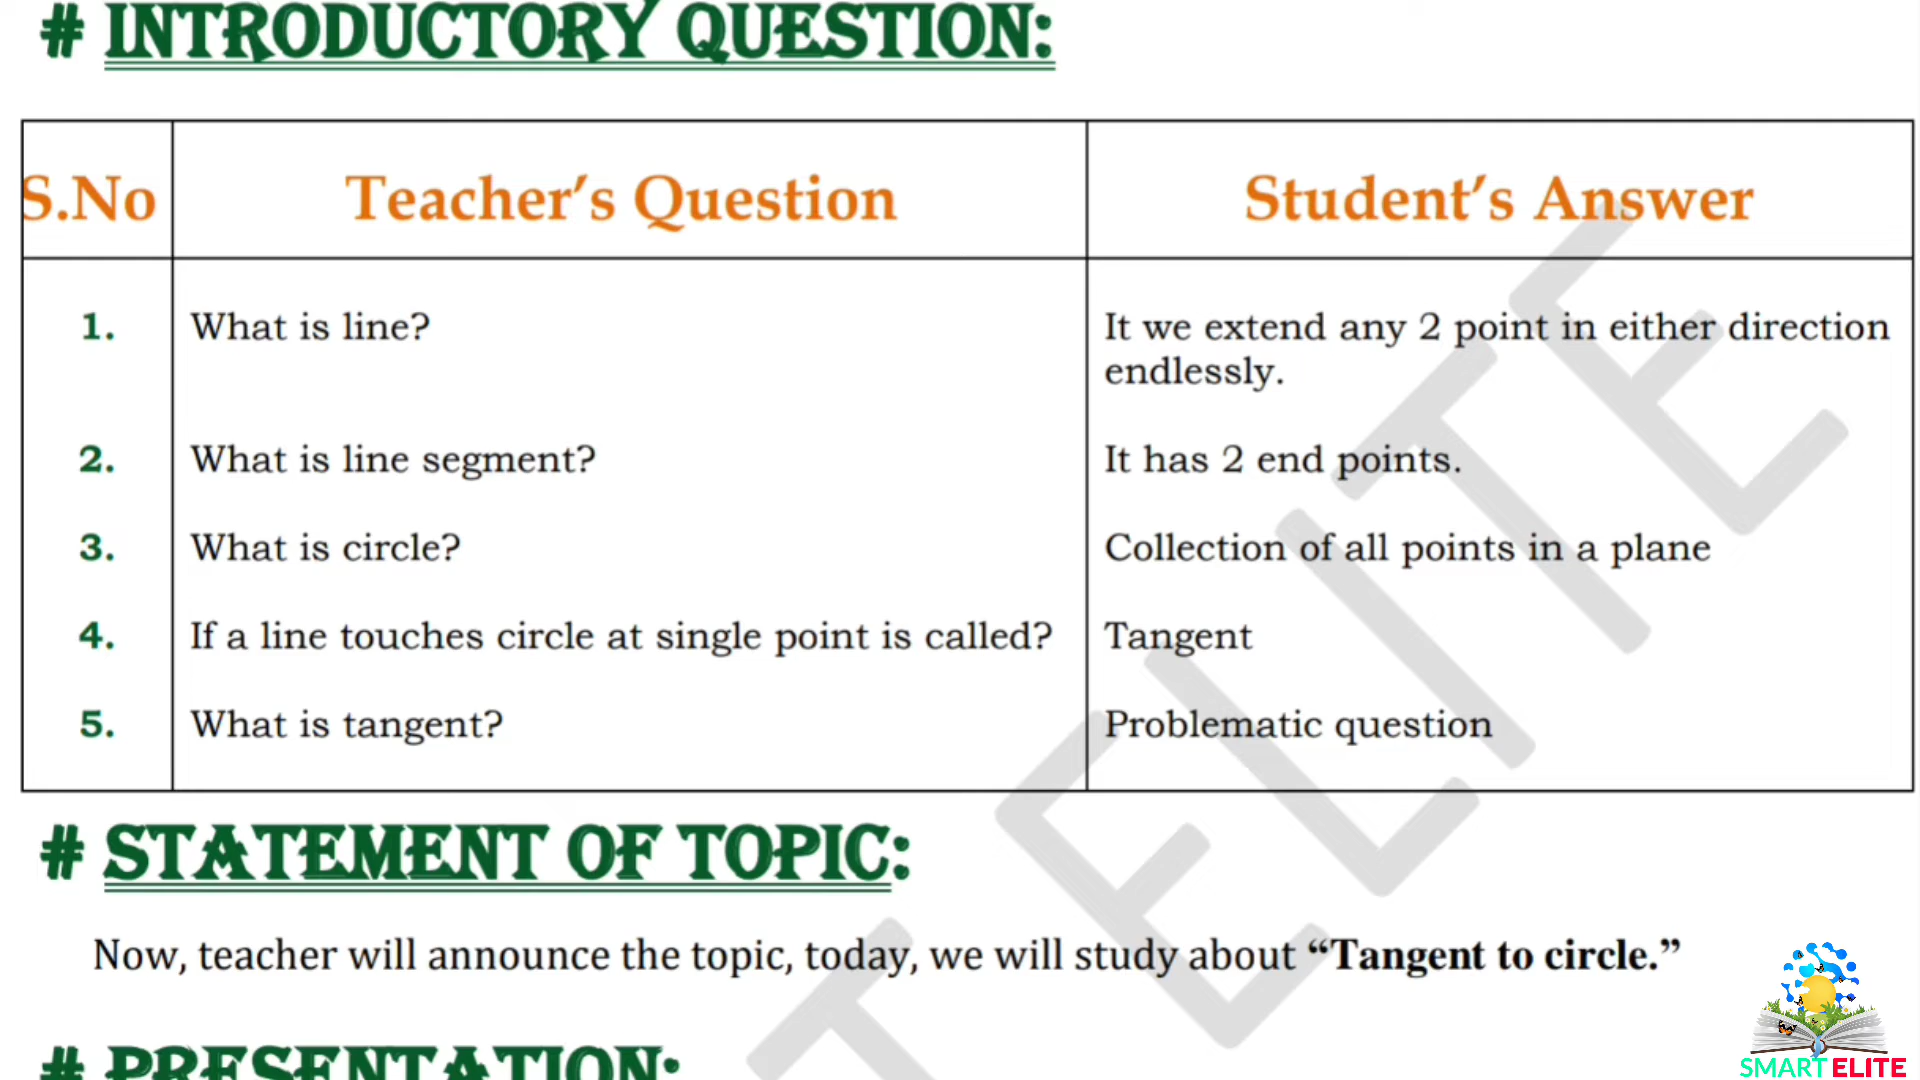 # INTRODUCTORY QUESTION:
S.No Teacher’s Question Student’s Answer
1. What is line? It we extend any 2 point in either direction
endlessly.
2. What is line segment? It has 2 end points.
3. What is circle? Collection of all points in a plane
4. If a line touches circle at single point is called? Tangent
5. What is tangent? Problematic question
# STATEMENT OF TOPIC:
Now, teacher will announce the topic, today, we will study about “Tangent to circle.”
# PRESENTATION:
T ELITE
SMART ELITE